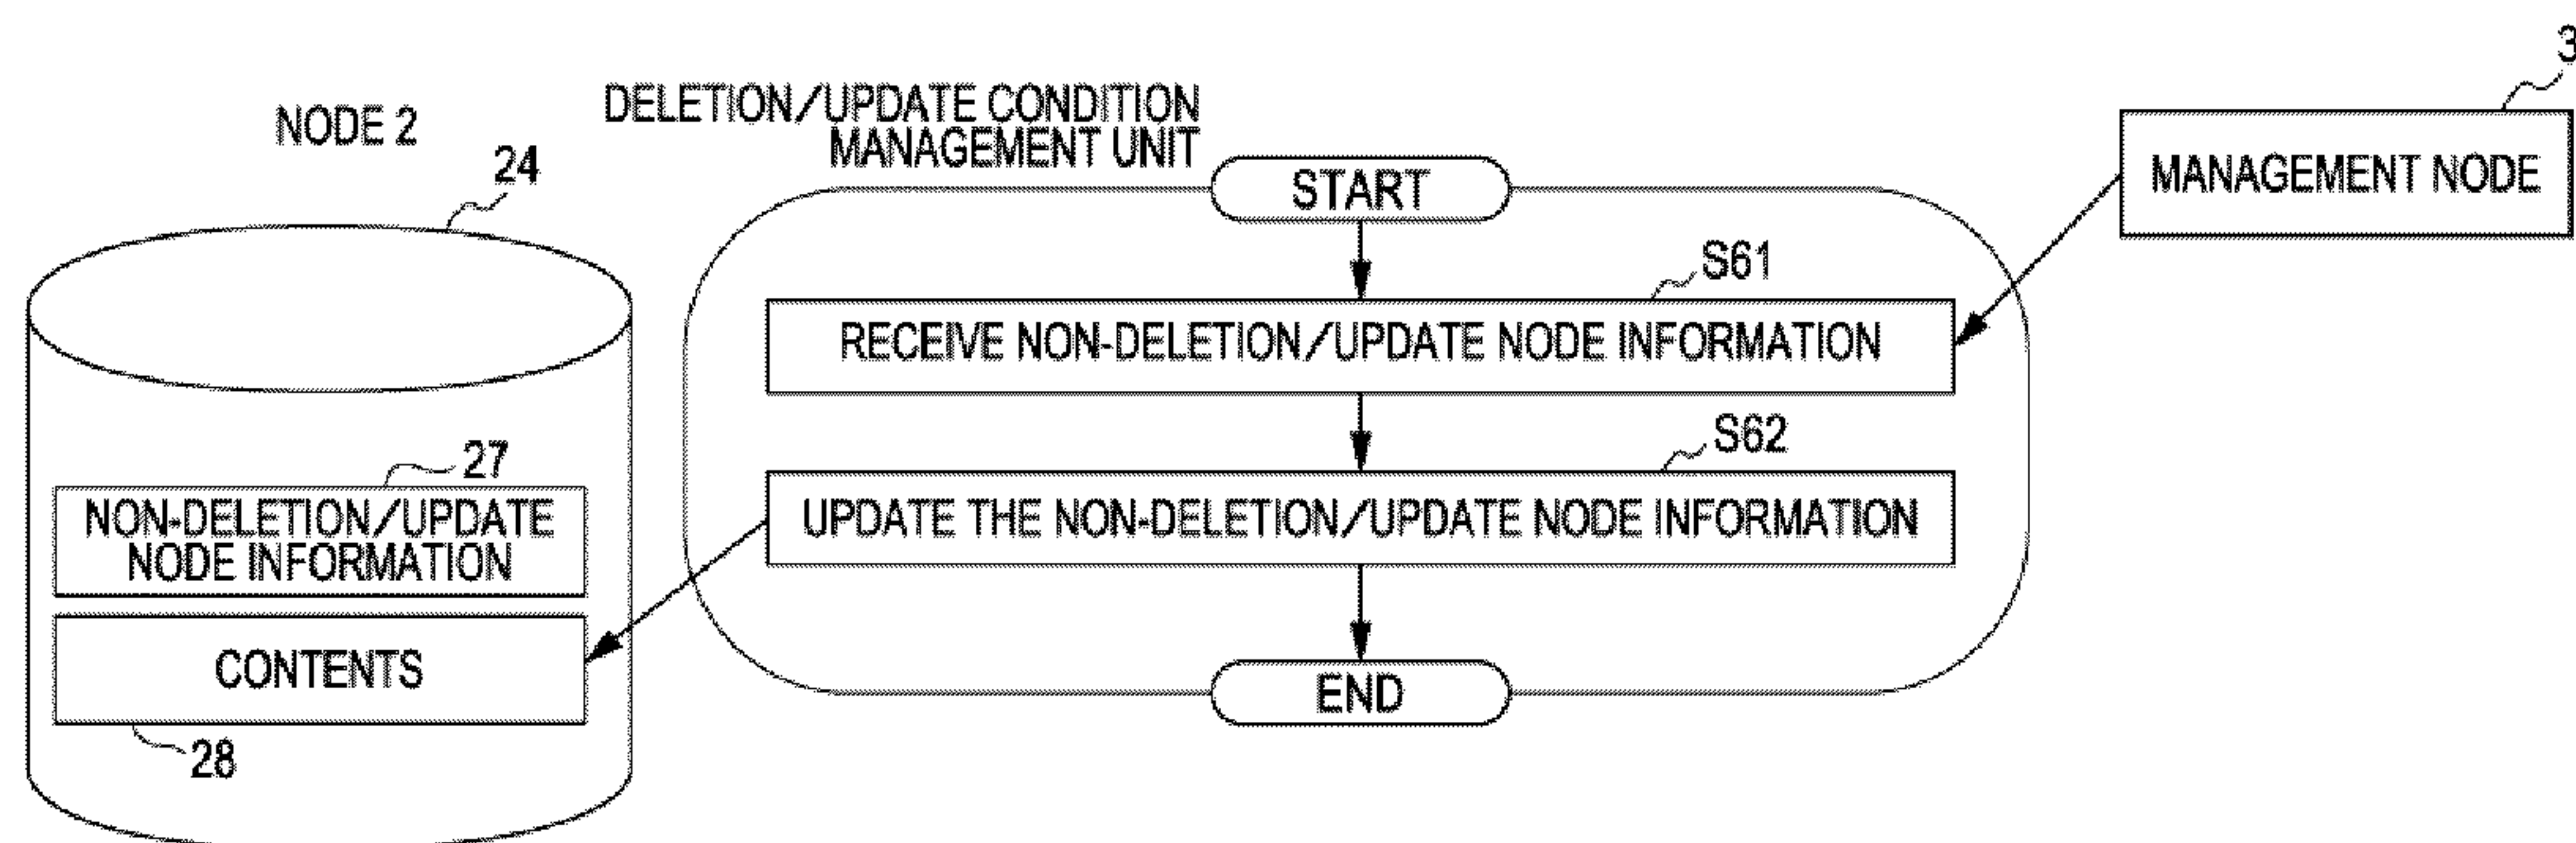 NODE 2
24
27
NON-DELETION/UPDATE
NODE INFORMATION
CONTENTS
28
DELETION/UPDATE CONDITION
MANAGEMENT UNIT
START
S61
RECEIVE NON-DELETION/UPDATE NODE INFORMATION
S62
UPDATE THE NON-DELETION/UPDATE NODE INFORMATION
END
3
MANAGEMENT NODE